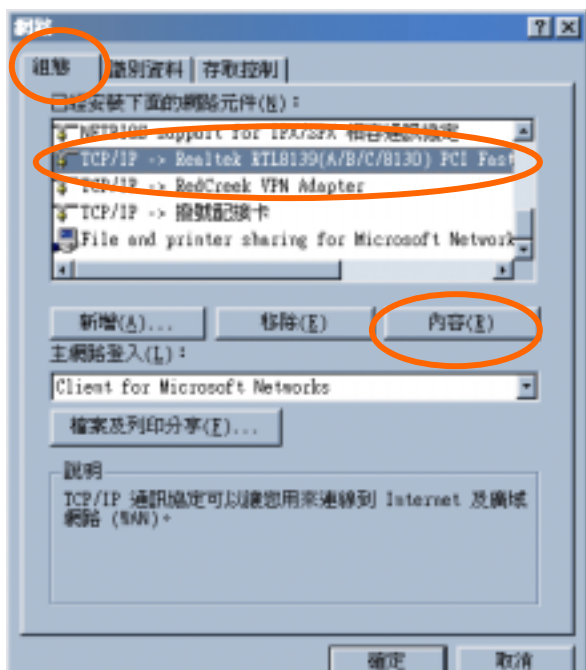 網路
組態 識別資料 存取控制
已經安裝下面的網路元件(N)：
NETBIOS support for IPX/SPX 相容通訊協定
TCP/IP -> Realtek RTL8139(A/B/C/8130) PCI Fast
TCP/IP -> RedCreek VPN Adapter
TCP/IP -> 撥號配接卡
File and printer sharing for Microsoft Network
新增(A)... 移除(E) 內容(R)
主網路登入(L)：
Client for Microsoft Networks
檔案及列印分享(F)...
說明
TCP/IP 通訊協定可以讓您用來連線到 Internet 及廣域
網路 (WAN)。
確定 取消